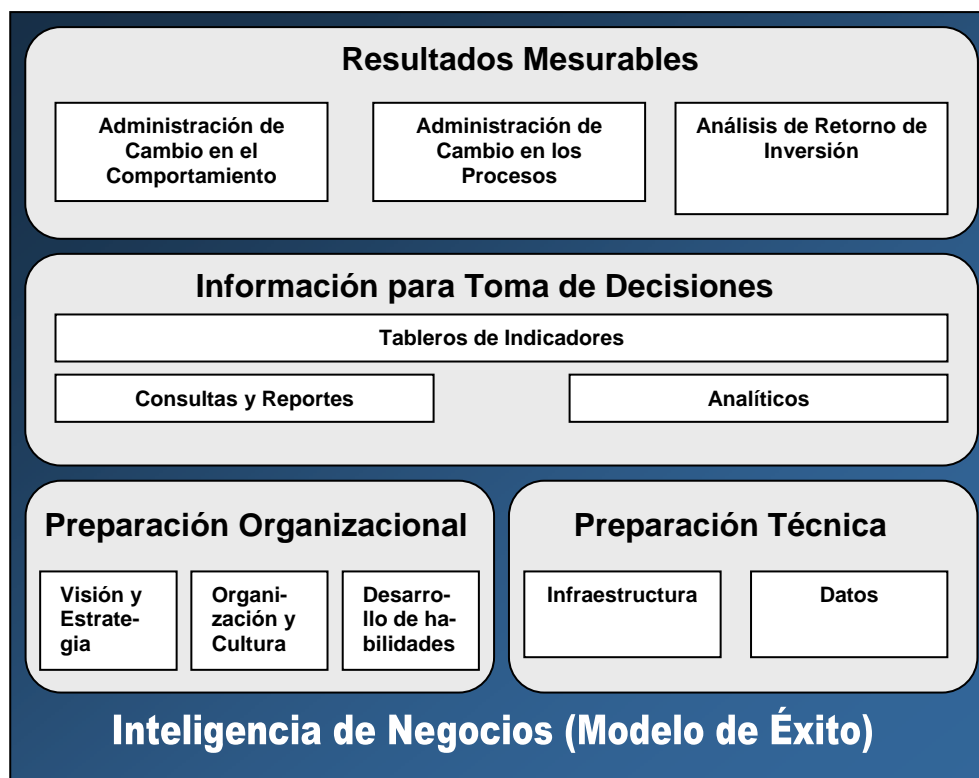 Resultados Mesurables
Administración de
Cambio en el
Comportamiento
Administración de
Cambio en los
Procesos
Análisis de Retorno de
Inversión
Información para Toma de Decisiones
Tableros de Indicadores
Consultas y Reportes
Analíticos
Preparación Organizacional
Visión y
Estrate-
gia
Organi-
zación y
Cultura
Desarro-
llo de ha-
bilidades
Preparación Técnica
Infraestructura
Datos
Inteligencia de Negocios (Modelo de Éxito)